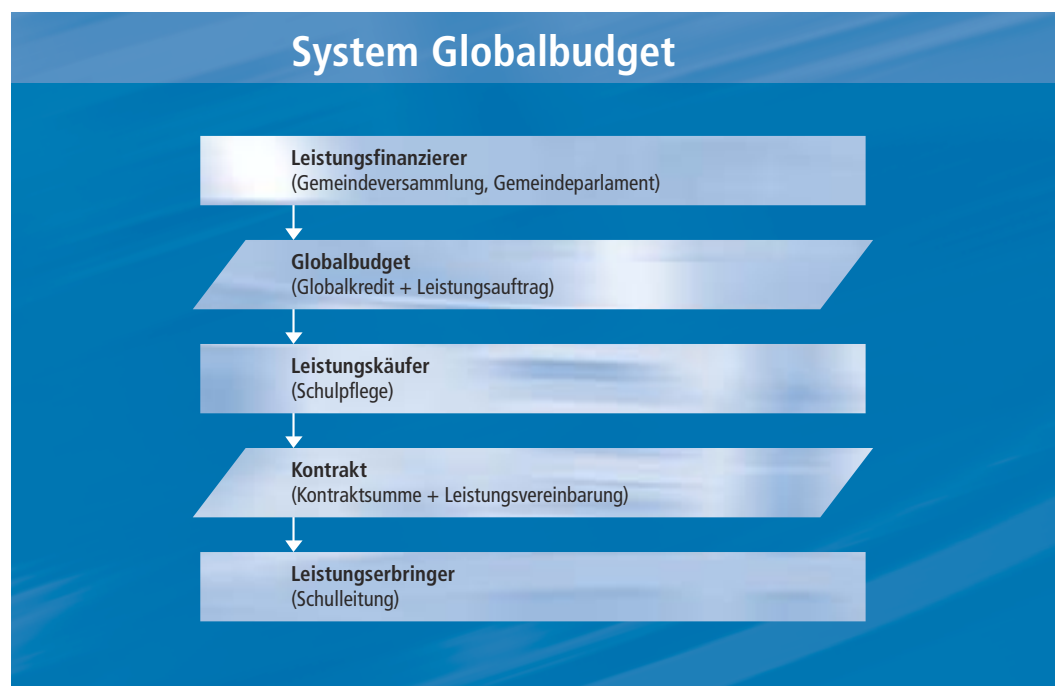 System Globalbudget
Leistungsfinanzierer
(Gemeindeversammlung, Gemeindeparlament)
Globalbudget
(Globalkredit + Leistungsauftrag)
Leistungskäufer
(Schulpflege)
Kontrakt
(Kontraktsumme + Leistungsvereinbarung)
Leistungserbringer
(Schulleitung)